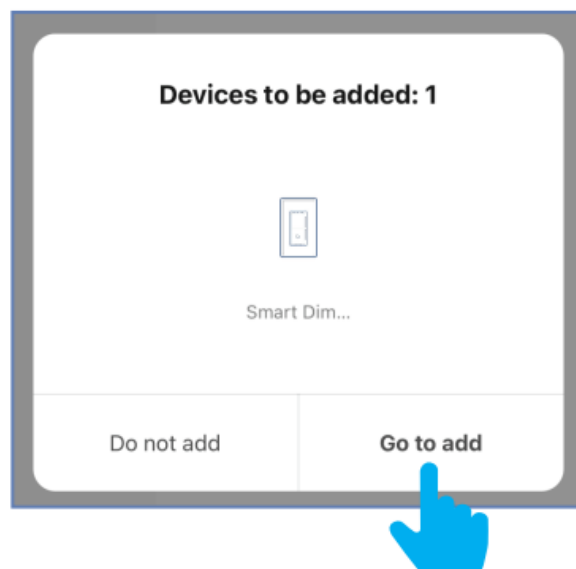 Devices to be added: 1
Smart Dim...
Do not add
Go to add